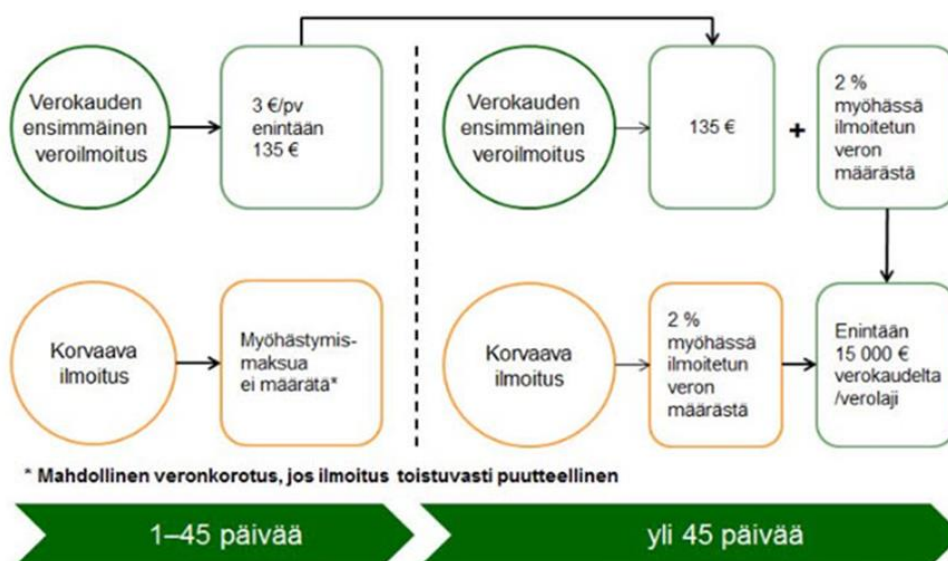 Verokauden
ensimmäinen
veroilmoitus
3 €/pv
enintään
135 €
Verokauden
ensimmäinen
veroilmoitus
135 €
+
2 %
myöhässä
ilmoitetun
veron
määrästä
Korvaava
ilmoitus
Myöhästymis-
maksua
ei määrätä*
Korvaava
ilmoitus
2 %
myöhässä
ilmoitetun
veron
määrästä
Enintään
15 000 €
verokaudelta
/verolaji
* Mahdollinen veronkorotus, jos ilmoitus toistuvasti puutteellinen
1–45 päivää
yli 45 päivää